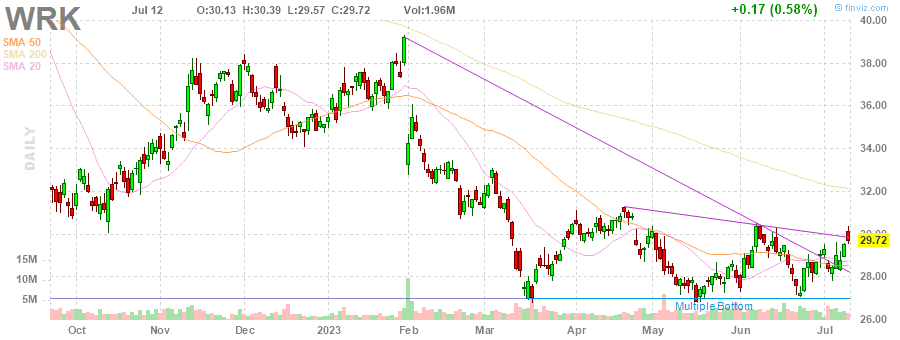 WRK Jul 12 O:30.13 H:30.39 L:29.57 C:29.72 Vol:1.96M +0.17 (0.58%) @ finviz.com
SMA 50
SMA 200
SMA 20
DAILY
40.00
38.00
36.00
34.00
32.00
30.00
29.72
28.00
26.00
15M
10M
5M
Multiple Bottom
Oct Nov Dec 2023 Feb Mar Apr May Jun Jul